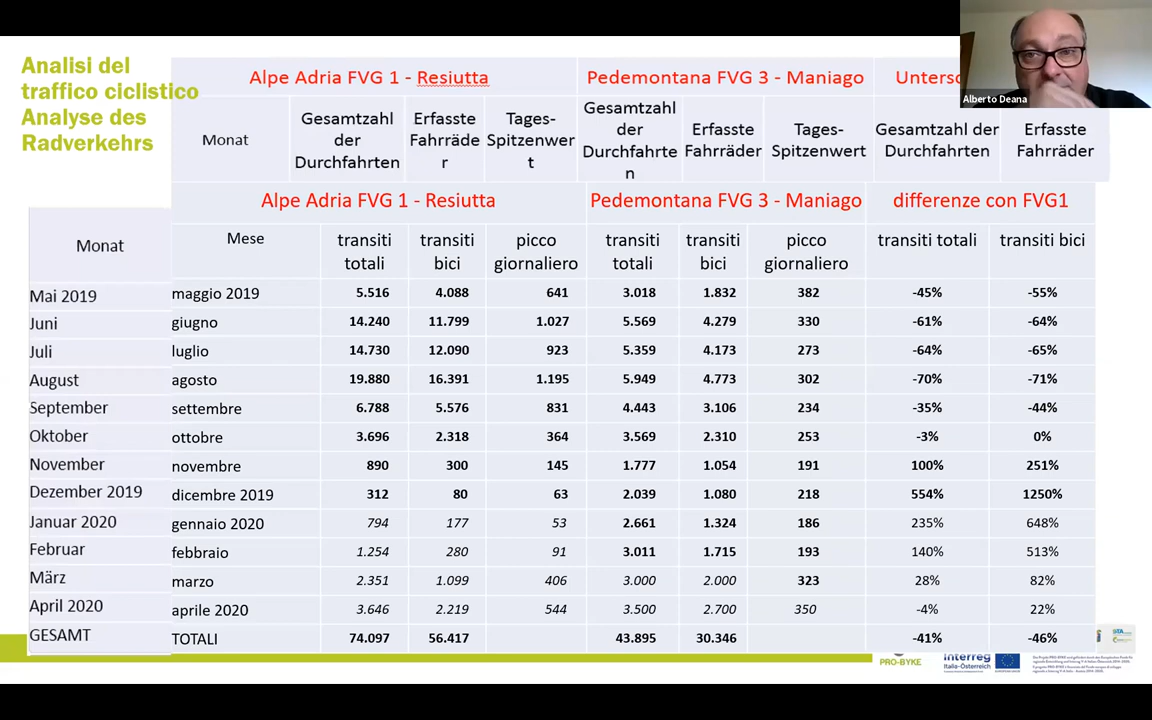 Analisi del
traffico ciclistico
Analyse des
Radverkehrs
Alberto Deana
Alpe Adria FVG 1 - Resiutta Pedemontana FVG 3 - Maniago
Monat Gesamtzahl der Durchfahrten Erfasste Fahrräder Tages-Spitzenwert Gesamtzahl der Durchfahrten Erfasste Fahrräder Tages-Spitzenwert Gesamtzahl der Durchfahrten Erfasste Fahrräder
Alpe Adria FVG 1 - Resiutta Pedemontana FVG 3 - Maniago differenze con FVG1
Monat Mese transiti totali transiti bici picco giornaliero transiti totali transiti bici picco giornaliero transiti totali transiti bici
Mai 2019 maggio 2019 5.516 4.088 641 3.018 1.832 382 -45% -55%
Juni giugno 14.240 11.799 1.027 5.569 4.279 330 -61% -64%
Juli luglio 14.730 12.090 923 5.359 4.173 273 -64% -65%
August agosto 19.880 16.391 1.195 5.949 4.773 302 -70% -71%
September settembre 6.788 5.576 831 4.443 3.106 234 -35% -44%
Oktober ottobre 3.696 2.318 364 3.569 2.310 253 -3% 0%
November novembre 890 300 145 1.777 1.054 191 100% 251%
Dezember 2019 dicembre 2019 312 80 63 2.039 1.080 218 554% 1250%
Januar 2020 gennaio 2020 794 177 53 2.661 1.324 186 235% 648%
Februar febbraio 1.254 280 91 3.011 1.715 193 140% 513%
März marzo 2.351 1.099 406 3.000 2.000 323 28% 82%
April 2020 aprile 2020 3.646 2.219 544 3.500 2.700 350 -4% 22%
GESAMT TOTALI 74.097 56.417 43.895 30.346 -41% -46%
PRO-BYKE
Interreg
Italia-Österreich